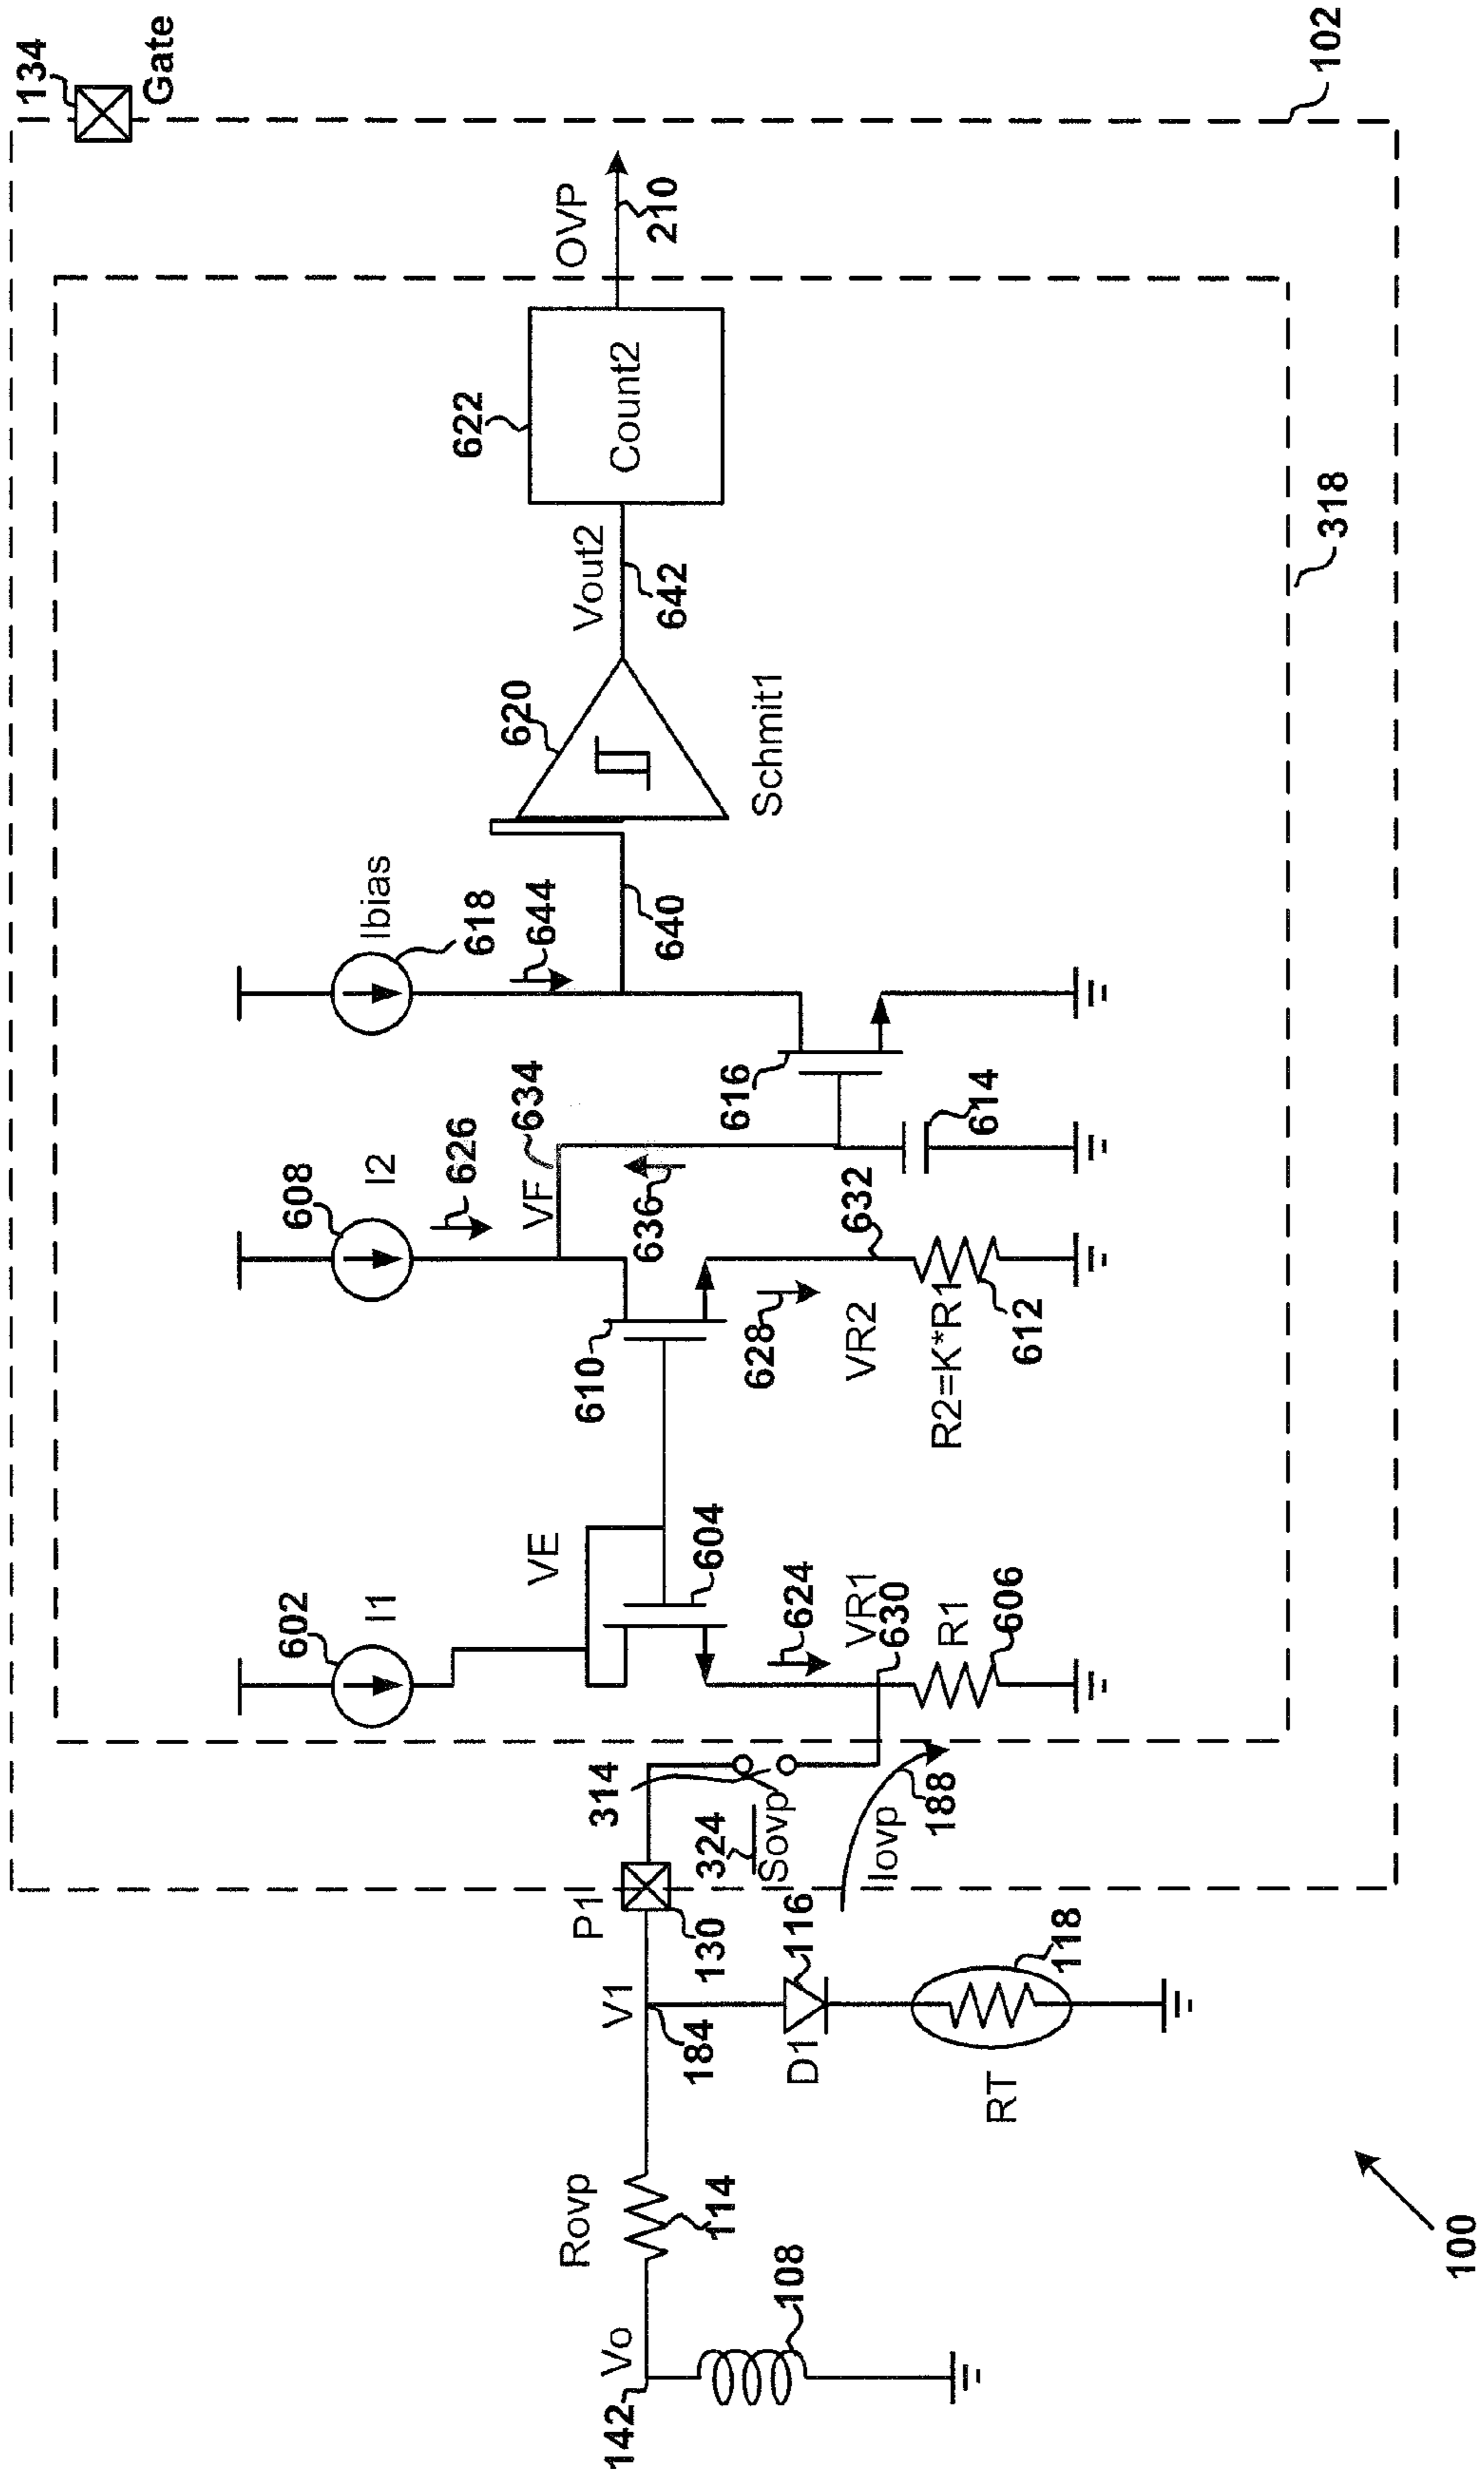 134
Gate
102
OVP
210
318
622
Count2
Vout2
642
620
Schmit1
Ibias
618
644
640
616
614
634
626
I2
608
VF
636
632
610
628
VR2
R2=K*R1
612
VE
604
602
I1
624
VR1
630
R1
606
314
324
Sovp
Iovp
188
P1
130
V1
184
116
D1
118
RT
Rovp
114
Vo
142
108
100